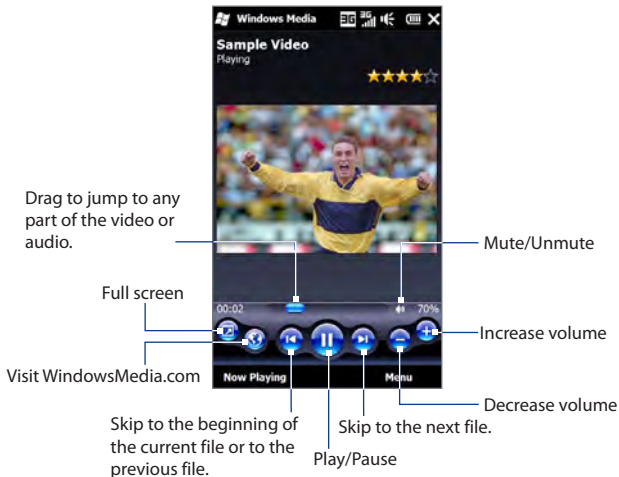 Windows Media
3G 3G
Sample Video
Playing
Drag to jump to any
part of the video or
audio.
Mute/Unmute
Full screen
00:02
70%
Increase volume
Visit WindowsMedia.com
Now Playing
Menu
Decrease volume
Skip to the beginning of
the current file or to the
previous file.
Skip to the next file.
Play/Pause